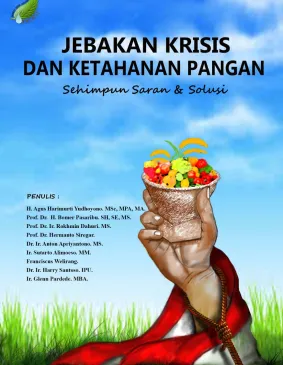 JEBAKAN KRISIS
DAN KETAHANAN PANGAN
Sehimpun Saran & Solusi
PENULIS :
H. Agus Harimurti Yudhoyono. MSc, MPA, MA.
Prof. Dr. H. Bomer Pasaribu. SH, SE, MS.
Prof. Dr. Ir. Rokhmin Dahuri. MS.
Prof. Dr. Hermanto Siregar.
Dr. Ir. Anton Apriyantono. MS.
Ir. Sutarto Alimoeso. MM.
Franciscus Welirang.
Dr. Ir. Harry Santoso. IPU.
Ir. Glenn Pardede. MBA.